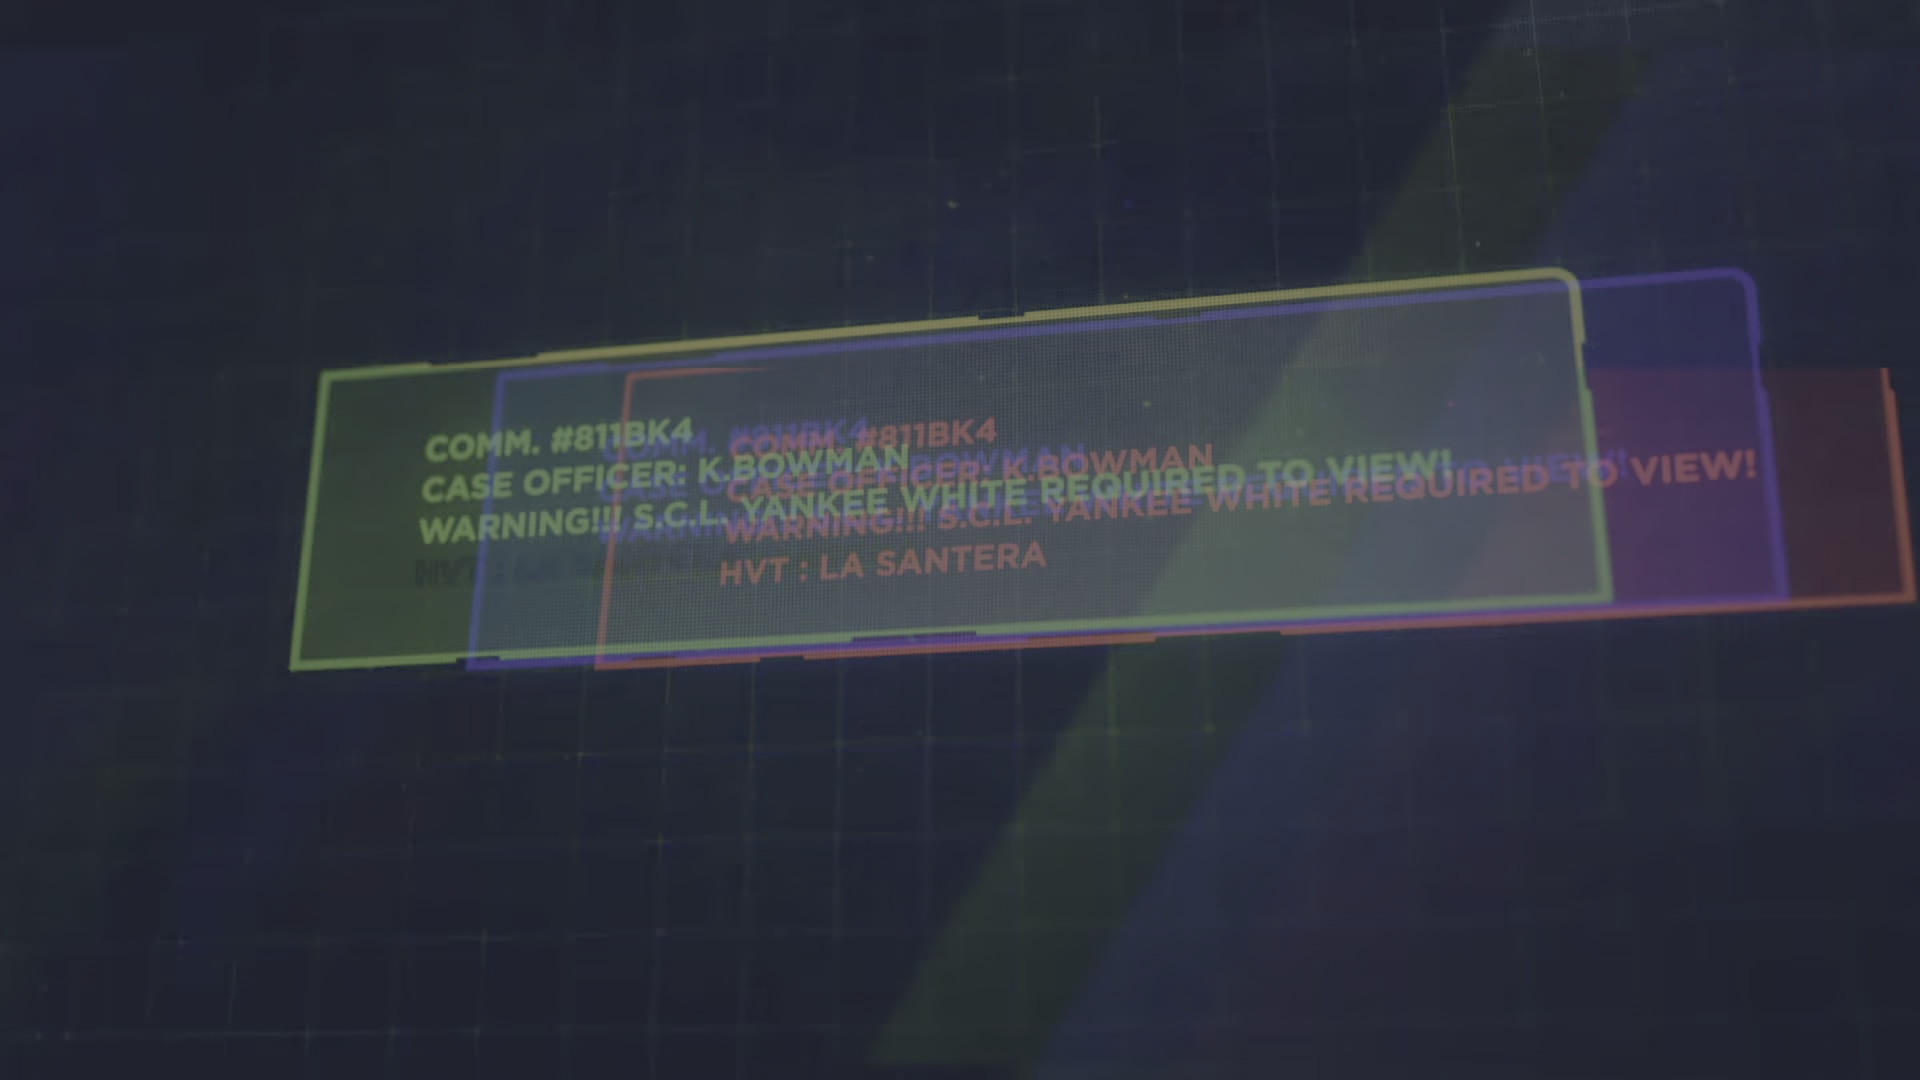 COMM. #811BK4
CASE OFFICER: K.BOWMAN
WARNING!!! S.C.L. YANKEE WHITE REQUIRED TO VIEW!
HVT : LA SANTERA